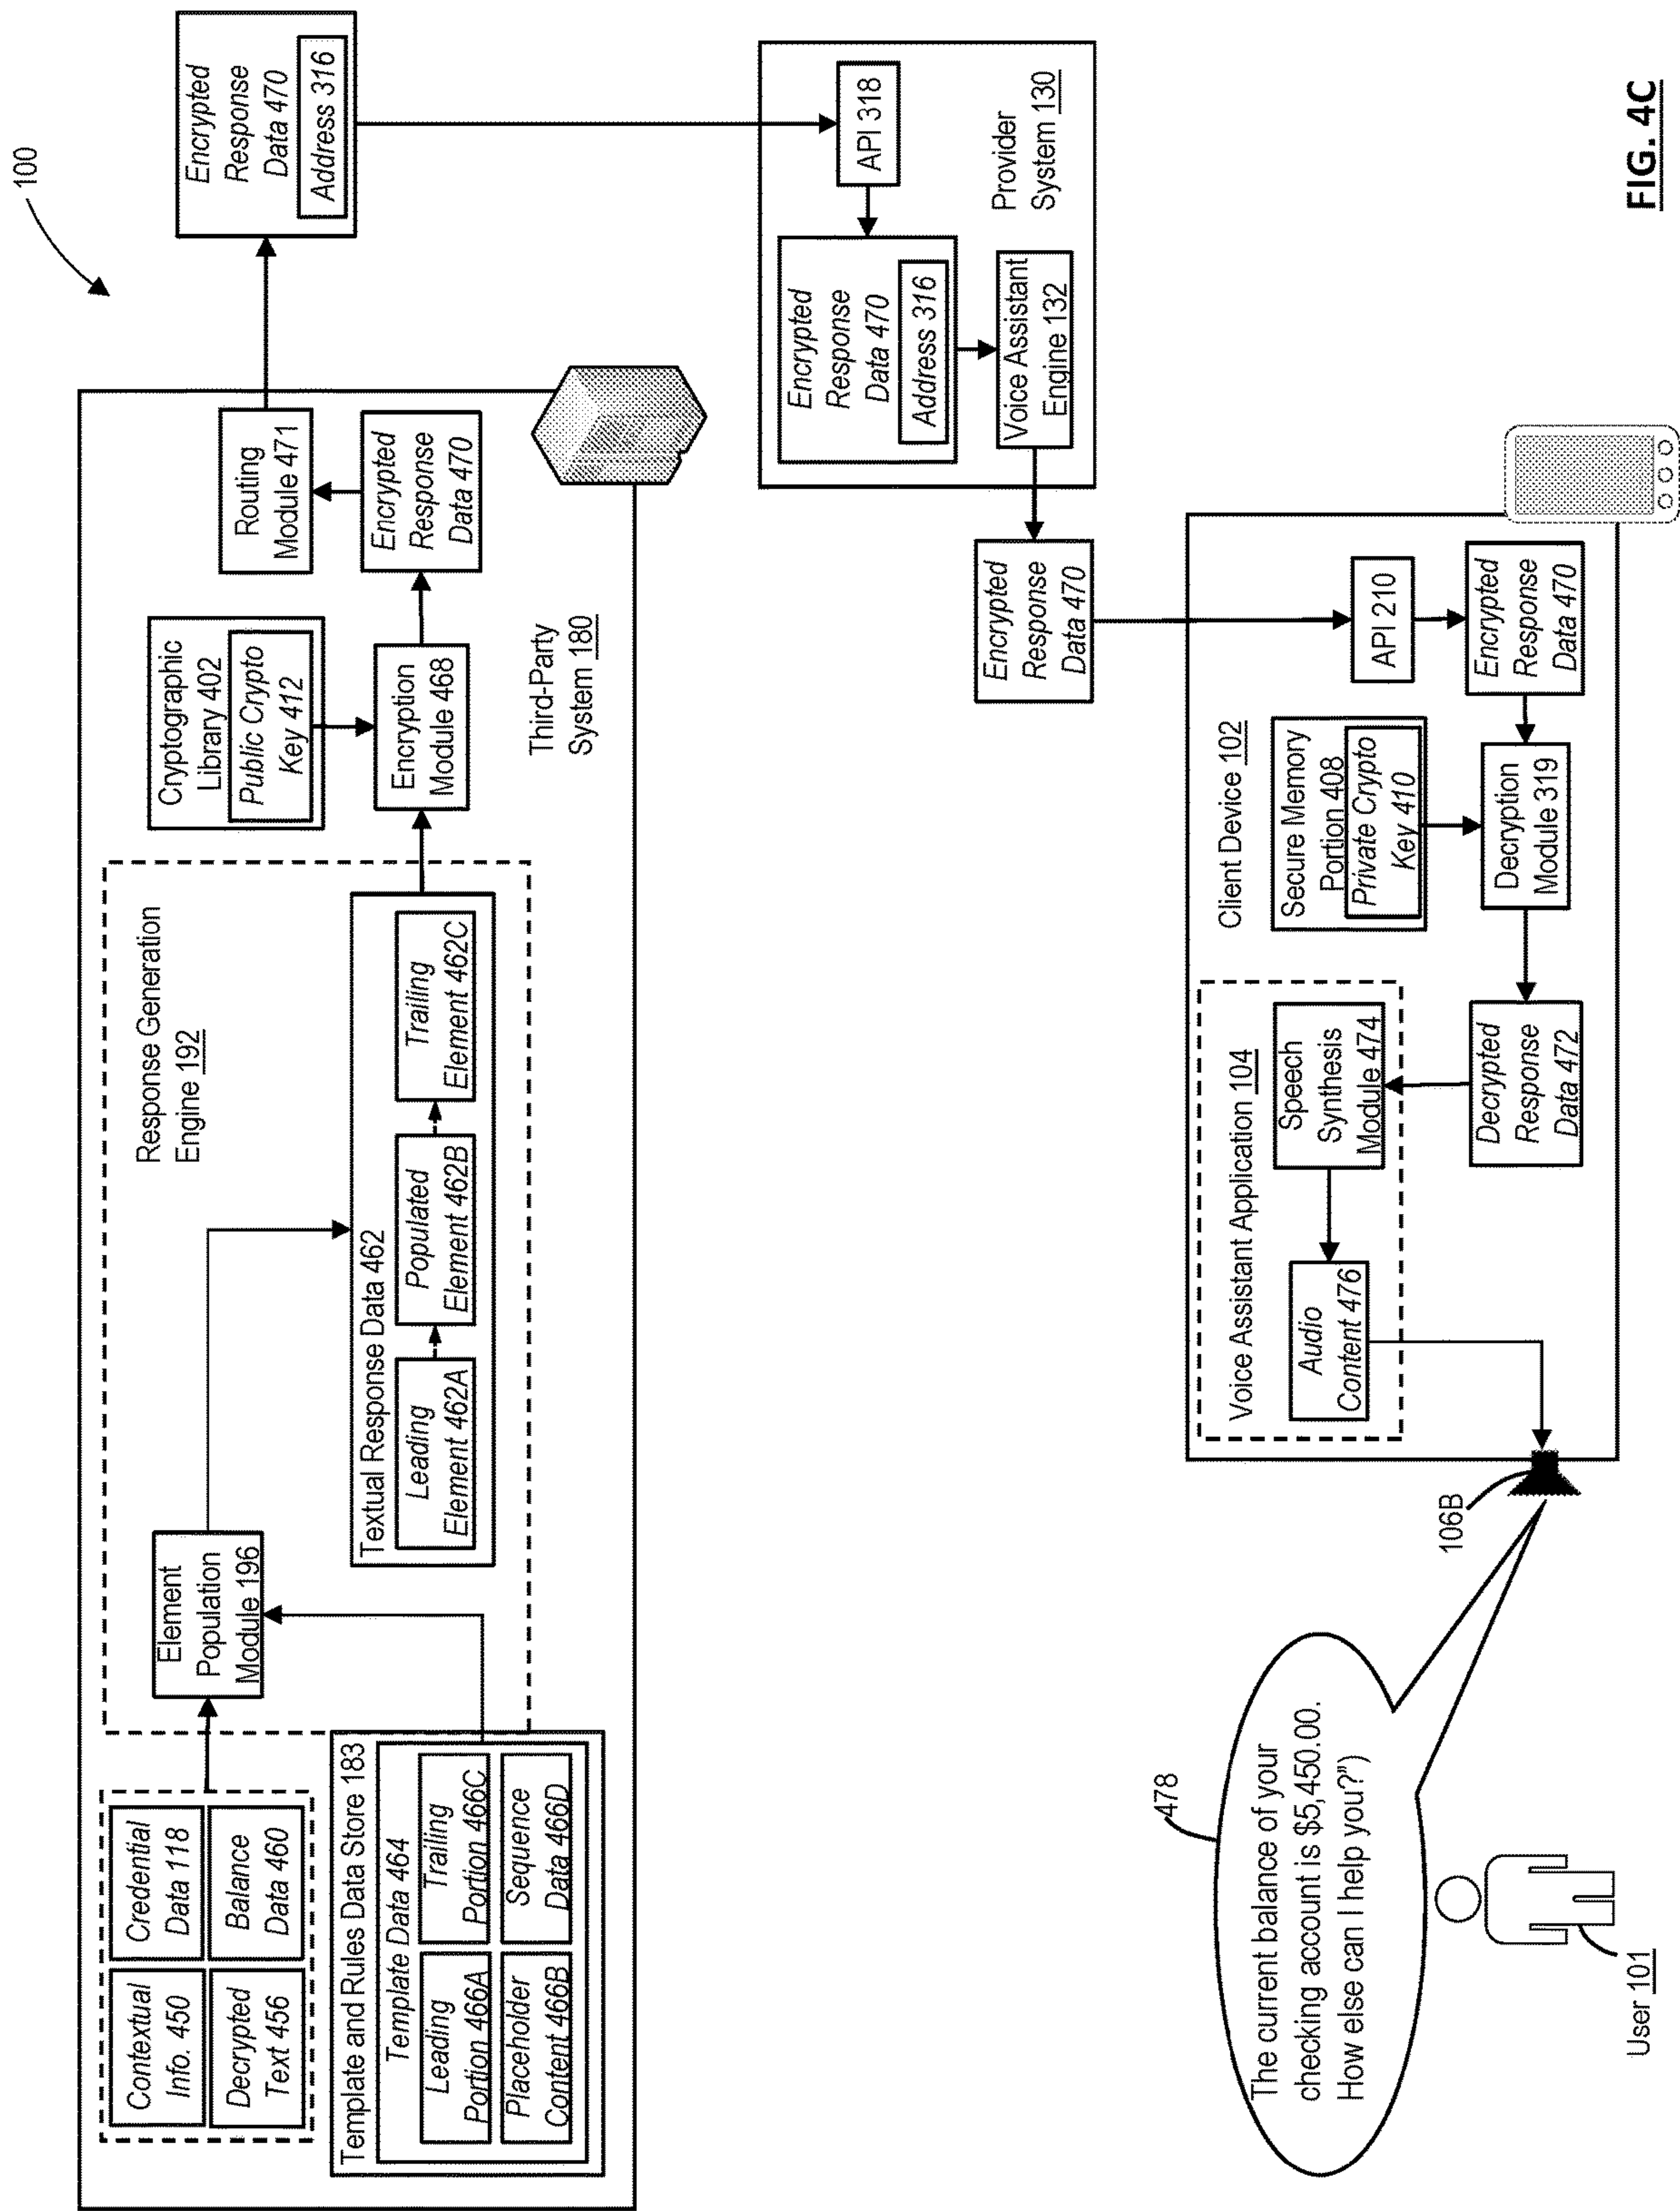 100
Contextual
Info. 450
Credential
Data 118
Decrypted
Text 456
Balance
Data 460
Template and Rules Data Store 183
Template Data 464
Leading
Portion 466A
Trailing
Portion 466C
Placeholder
Content 466B
Sequence
Data 466D
Element
Population
Module 196
Response Generation
Engine 192
Textual Response Data 462
Leading
Element 462A
Populated
Element 462B
Trailing
Element 462C
Cryptographic
Library 402
Public Crypto
Key 412
Encryption
Module 468
Routing
Module 471
Encrypted
Response
Data 470
Third-Party
System 180
Encrypted
Response
Data 470
Address 316
API 318
Encrypted
Response
Data 470
Address 316
Provider
System 130
Voice Assistant
Engine 132
Encrypted
Response
Data 470
Client Device 102
API 210
Encrypted
Response
Data 470
Secure Memory
Portion 408
Private Crypto
Key 410
Decryption
Module 319
Decrypted
Response
Data 472
Voice Assistant Application 104
Speech
Synthesis
Module 474
Audio
Content 476
106B
478
The current balance of your
checking account is $5,450.00.
How else can I help you?")
User 101
FIG. 4C